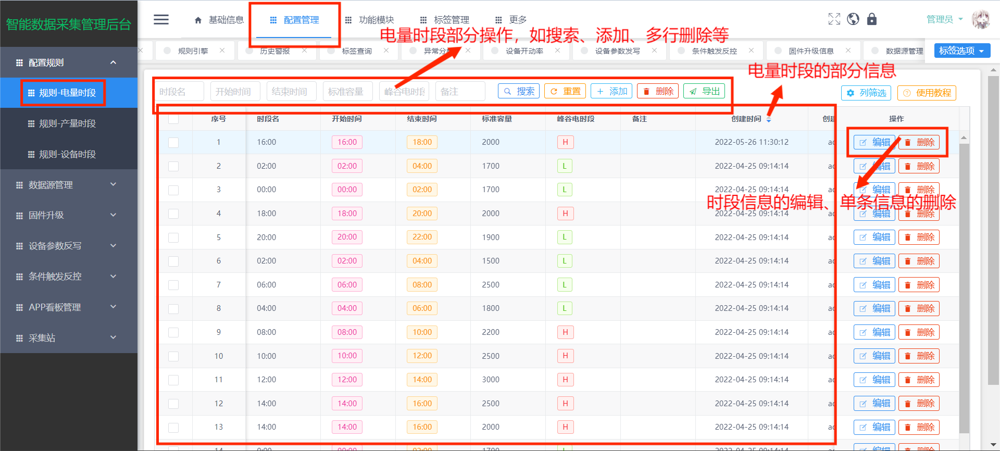 智能数据采集管理后台
基础信息
配置管理
功能模块
标签管理
更多
管理员
电量时段部分操作，如搜索、添加、多行删除等
规则引擎
历史警报
标签查询
异常分
设备开动率
设备参数反写
条件触发反控
固件升级信息
数据源管理
标签选项
配置规则
规则-电量时段
规则-产量时段
规则-设备时段
数据源管理
固件升级
设备参数反写
条件触发反控
APP看板管理
采集站
电量时段的部分信息
时段名 开始时间 结束时间 标准容量 峰谷电时段 备注 搜索 重置 添加 删除 导出 列筛选 使用教程
序号 时段名 开始时间 结束时间 标准容量 峰谷电时段 备注 创建时间 创建 操作
1 16:00 16:00 18:00 2000 H 2022-05-26 11:30:12 ac 编辑 删除
2 02:00 02:00 04:00 1700 L 2022-04-25 09:14:14 ac 编辑 删除
3 00:00 00:00 02:00 1700 L 2022-04-25 09:14:14 ac 编辑 删除
时段信息的编辑、单条信息的删除
4 18:00 18:00 20:00 2000 H 2022-04-25 09:14:14 ac 编辑 删除
5 20:00 20:00 22:00 1900 L 2022-04-25 09:14:14 ac 编辑 删除
6 02:00 02:00 04:00 1500 L 2022-04-25 09:14:14 ac 编辑 删除
7 06:00 06:00 08:00 2500 L 2022-04-25 09:14:14 ac 编辑 删除
8 04:00 04:00 06:00 1800 L 2022-04-25 09:14:14 ac 编辑 删除
9 08:00 08:00 10:00 2200 H 2022-04-25 09:14:14 ac 编辑 删除
10 10:00 10:00 12:00 2500 H 2022-04-25 09:14:14 ac 编辑 删除
11 12:00 12:00 14:00 3000 H 2022-04-25 09:14:14 ac 编辑 删除
12 14:00 14:00 16:00 2500 H 2022-04-25 09:14:14 ac 编辑 删除
13 14:00 14:00 16:00 2000 H 2022-04-25 09:14:14 ac 编辑 删除